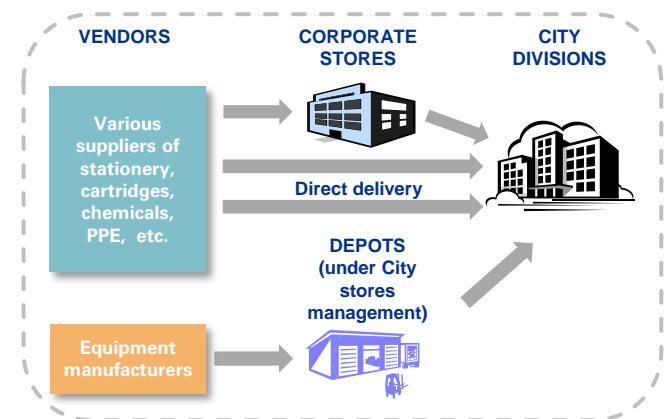 VENDORS
CORPORATE
STORES
CITY
DIVISIONS
Various
suppliers of
stationery,
cartridges,
chemicals,
PPE, etc.
Direct delivery
DEPOTS
(under City
stores
management)
Equipment
manufacturers